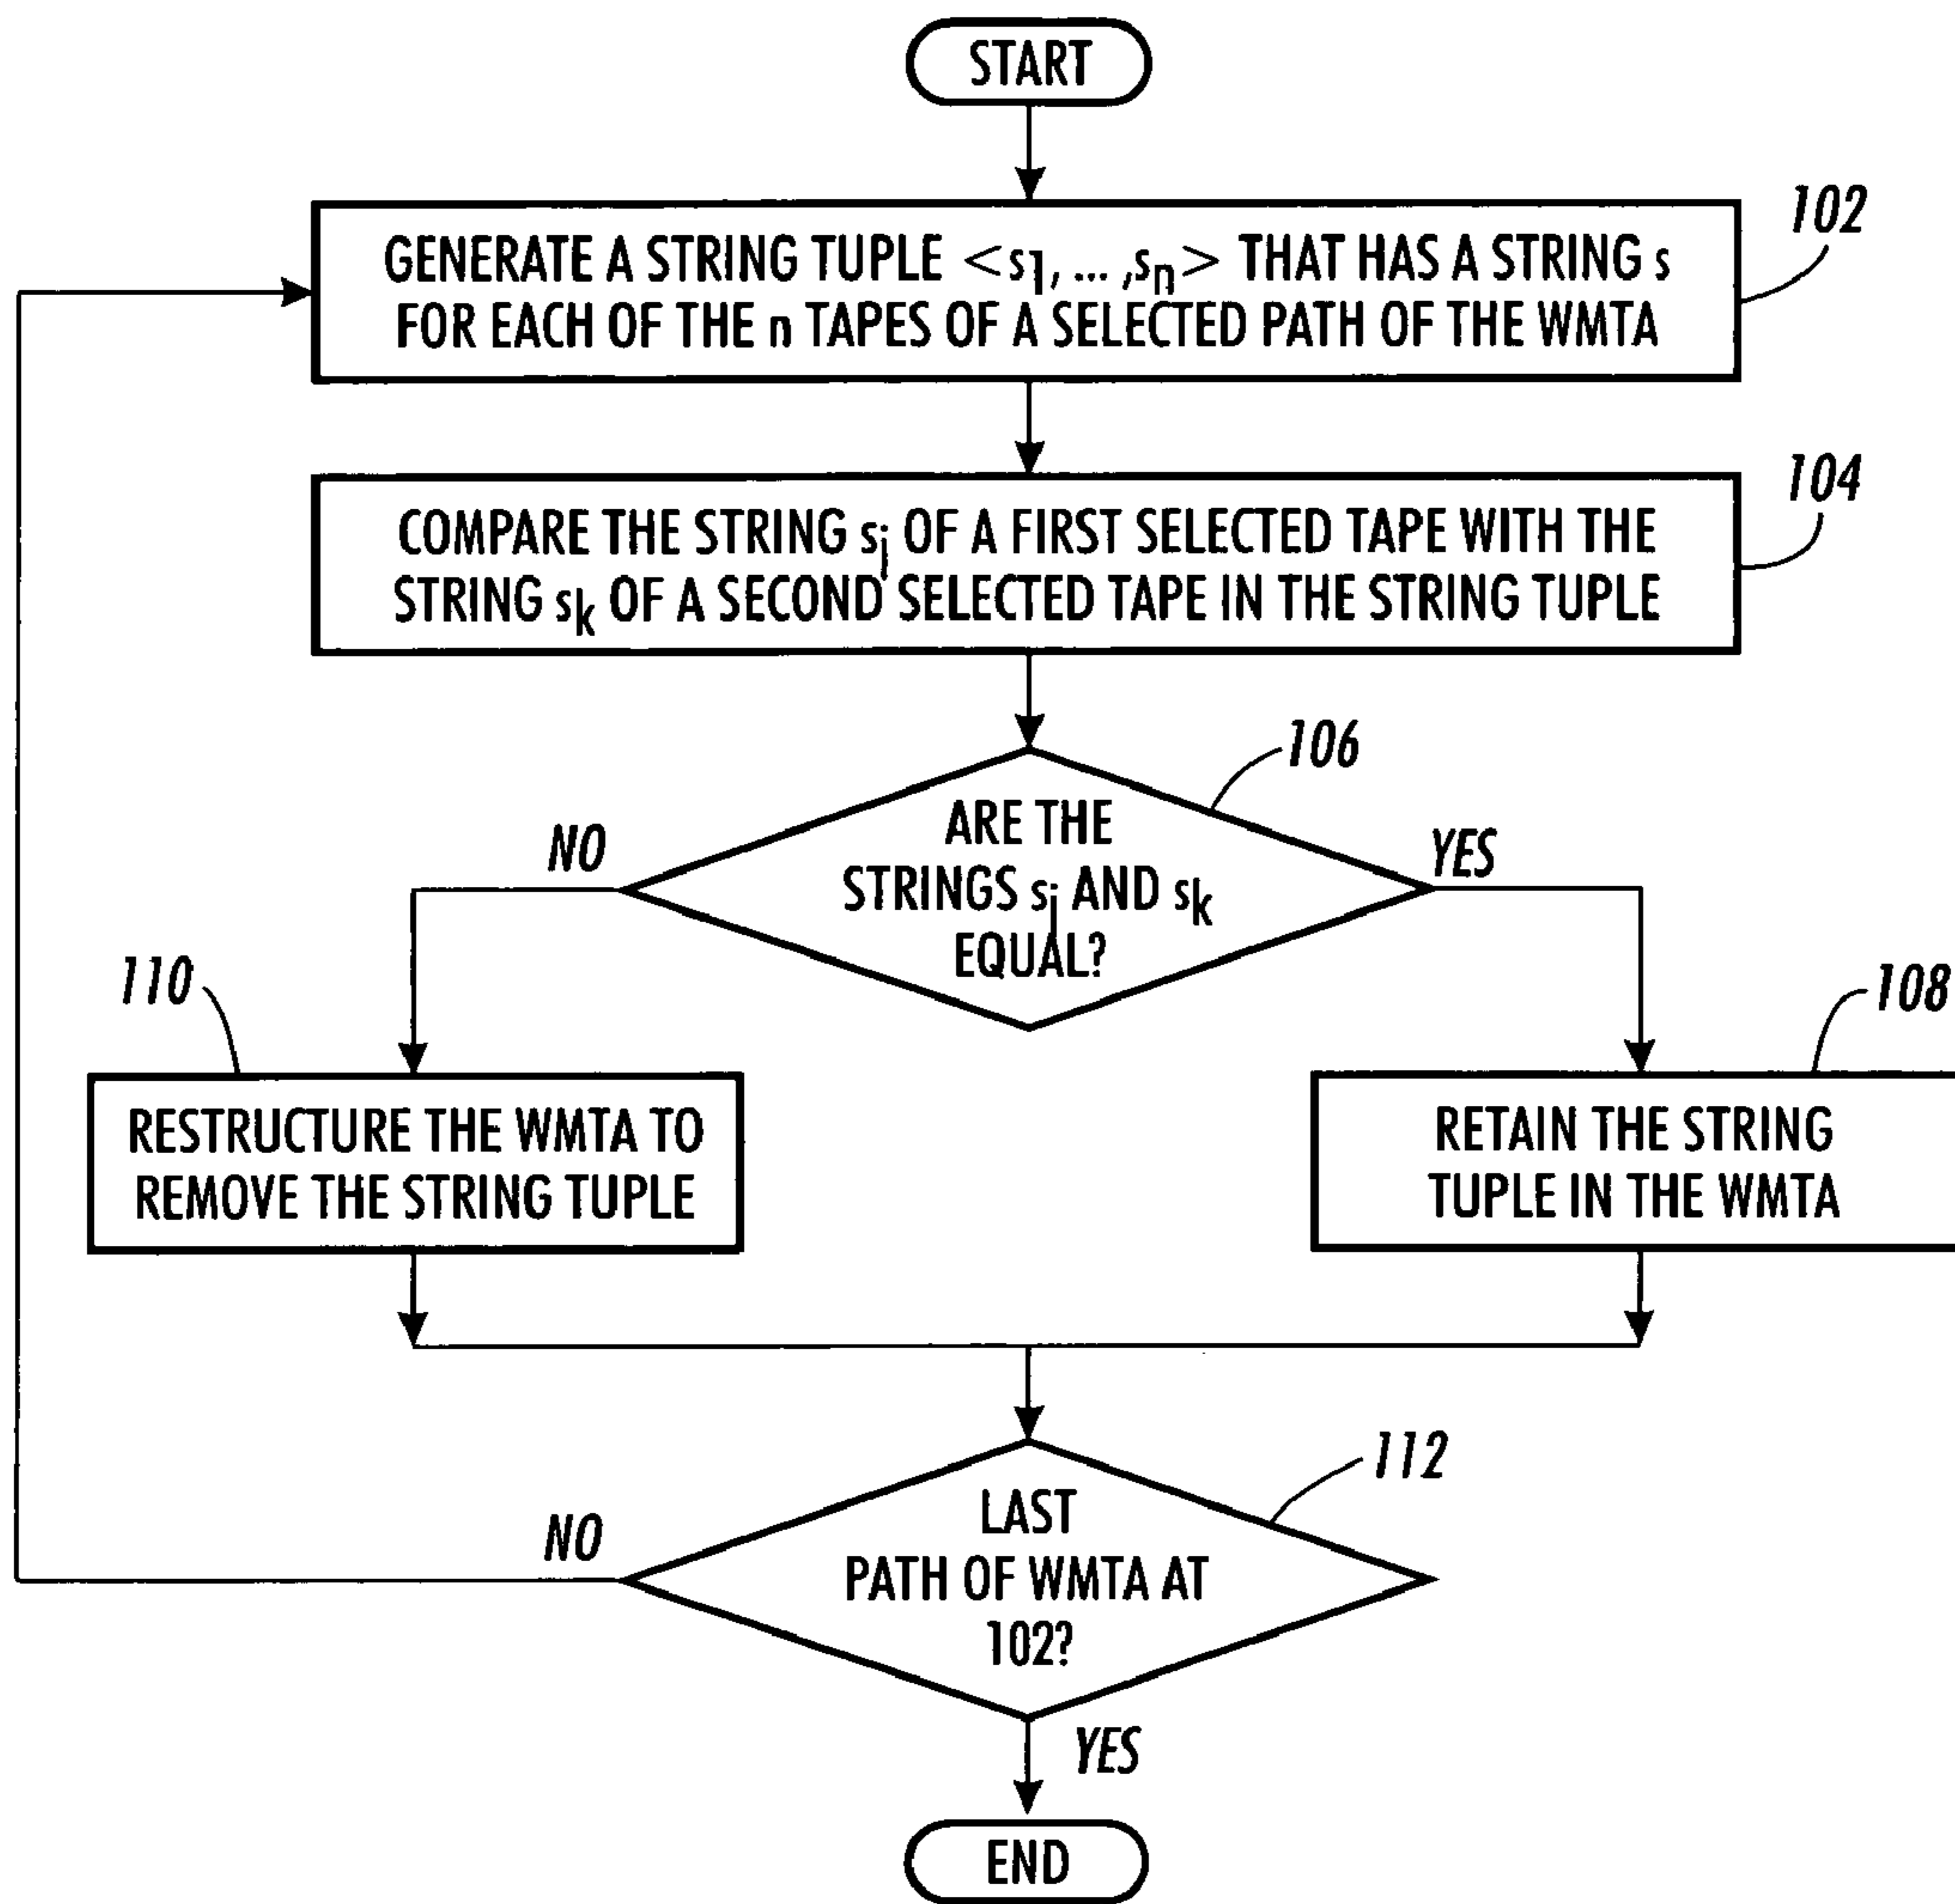 START
102
GENERATE A STRING TUPLE <s1, ... ,sn> THAT HAS A STRING s
FOR EACH OF THE n TAPES OF A SELECTED PATH OF THE WMTA
104
COMPARE THE STRING sj OF A FIRST SELECTED TAPE WITH THE
STRING sk OF A SECOND SELECTED TAPE IN THE STRING TUPLE
106
ARE THE
STRINGS sj AND sk
EQUAL?
NO
YES
110
108
RESTRUCTURE THE WMTA TO
REMOVE THE STRING TUPLE
RETAIN THE STRING
TUPLE IN THE WMTA
112
LAST
PATH OF WMTA AT
102?
NO
YES
END